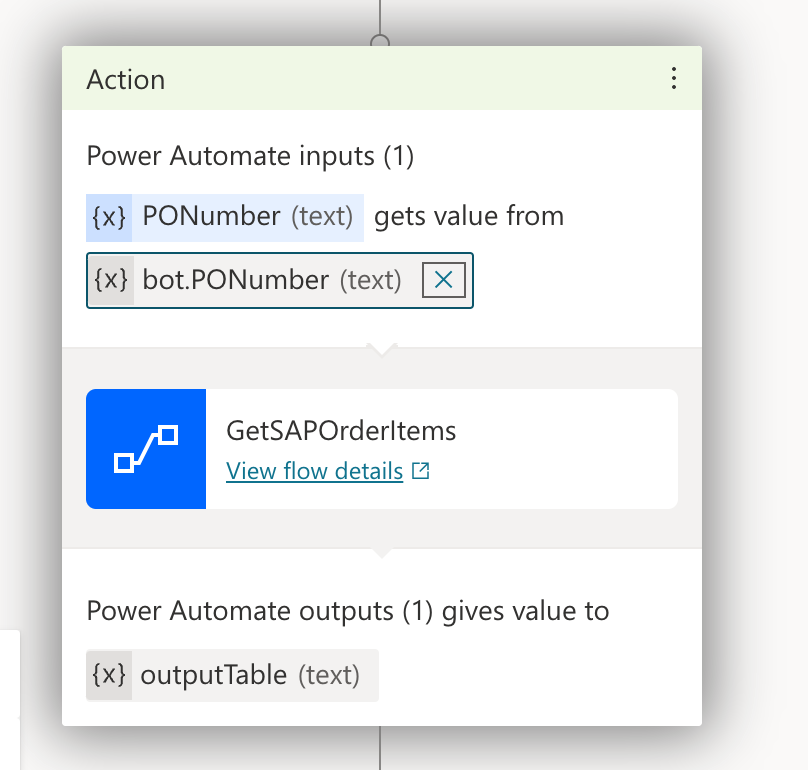 Action
Power Automate inputs (1)
{x} PONumber (text) gets value from
{x} bot.PONumber (text)
GetSAPOrderItems
View flow details
Power Automate outputs (1) gives value to
{x} outputTable (text)